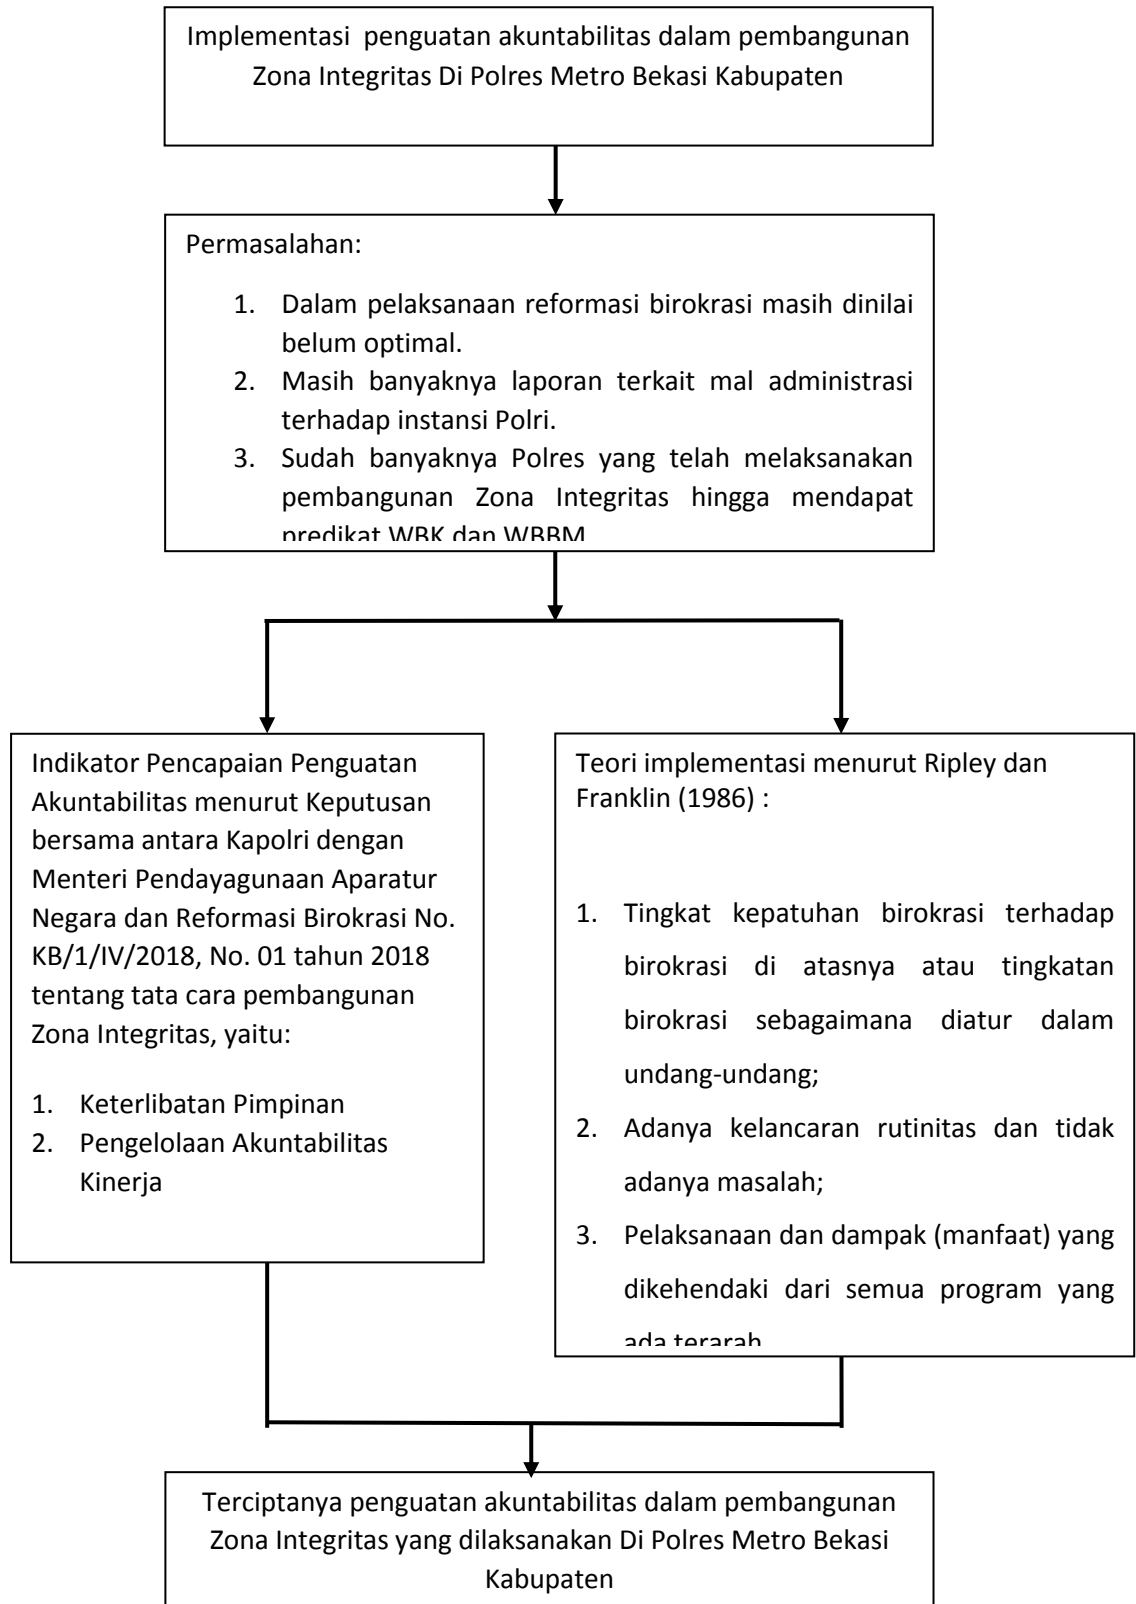 Implementasi penguatan akuntabilitas dalam pembangunan
Zona Integritas Di Polres Metro Bekasi Kabupaten
Permasalahan:
1. Dalam pelaksanaan reformasi birokrasi masih dinilai
belum optimal.
2. Masih banyaknya laporan terkait mal administrasi
terhadap instansi Polri.
3. Sudah banyaknya Polres yang telah melaksanakan
pembangunan Zona Integritas hingga mendapat
predikat WBK dan WBBM
Indikator Pencapaian Penguatan
Akuntabilitas menurut Keputusan
bersama antara Kapolri dengan
Menteri Pendayagunaan Aparatur
Negara dan Reformasi Birokrasi No.
KB/1/IV/2018, No. 01 tahun 2018
tentang tata cara pembangunan
Zona Integritas, yaitu:
1. Keterlibatan Pimpinan
2. Pengelolaan Akuntabilitas
Kinerja
Teori implementasi menurut Ripley dan
Franklin (1986) :
1. Tingkat kepatuhan birokrasi terhadap
birokrasi di atasnya atau tingkatan
birokrasi sebagaimana diatur dalam
undang-undang;
2. Adanya kelancaran rutinitas dan tidak
adanya masalah;
3. Pelaksanaan dan dampak (manfaat) yang
dikehendaki dari semua program yang
ada terarah
Terciptanya penguatan akuntabilitas dalam pembangunan
Zona Integritas yang dilaksanakan Di Polres Metro Bekasi
Kabupaten